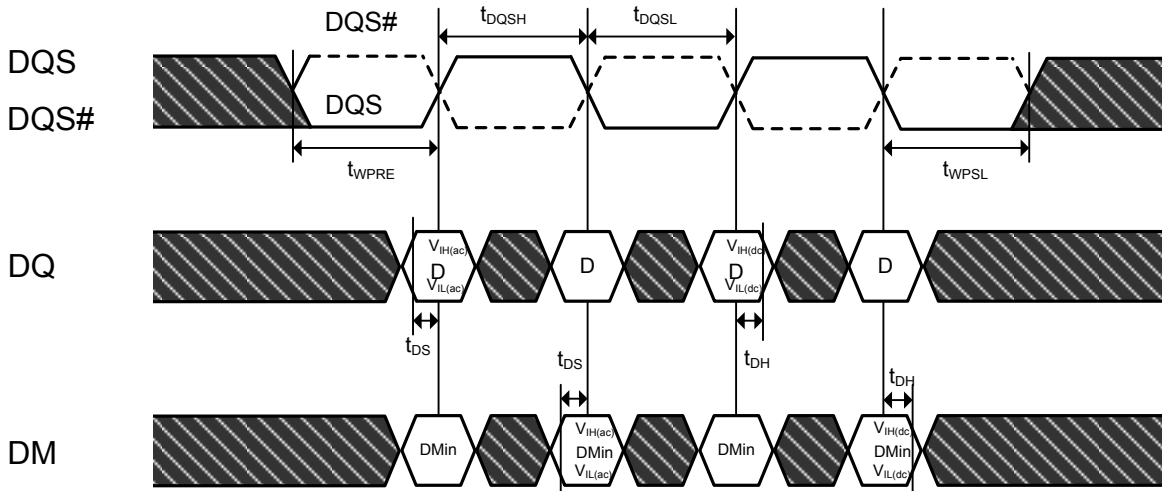 DQS# tDQSH tDQSL
DQS
DQS
DQS#
tWPRE tWPSL
VIH(ac) VIH(dc)
DQ D D D D
VIL(ac) VIL(dc)
tDS tDS tDH tDH
VIH(ac) VIH(dc)
DM DMin DMin DMin DMin
VIL(ac) VIL(dc)